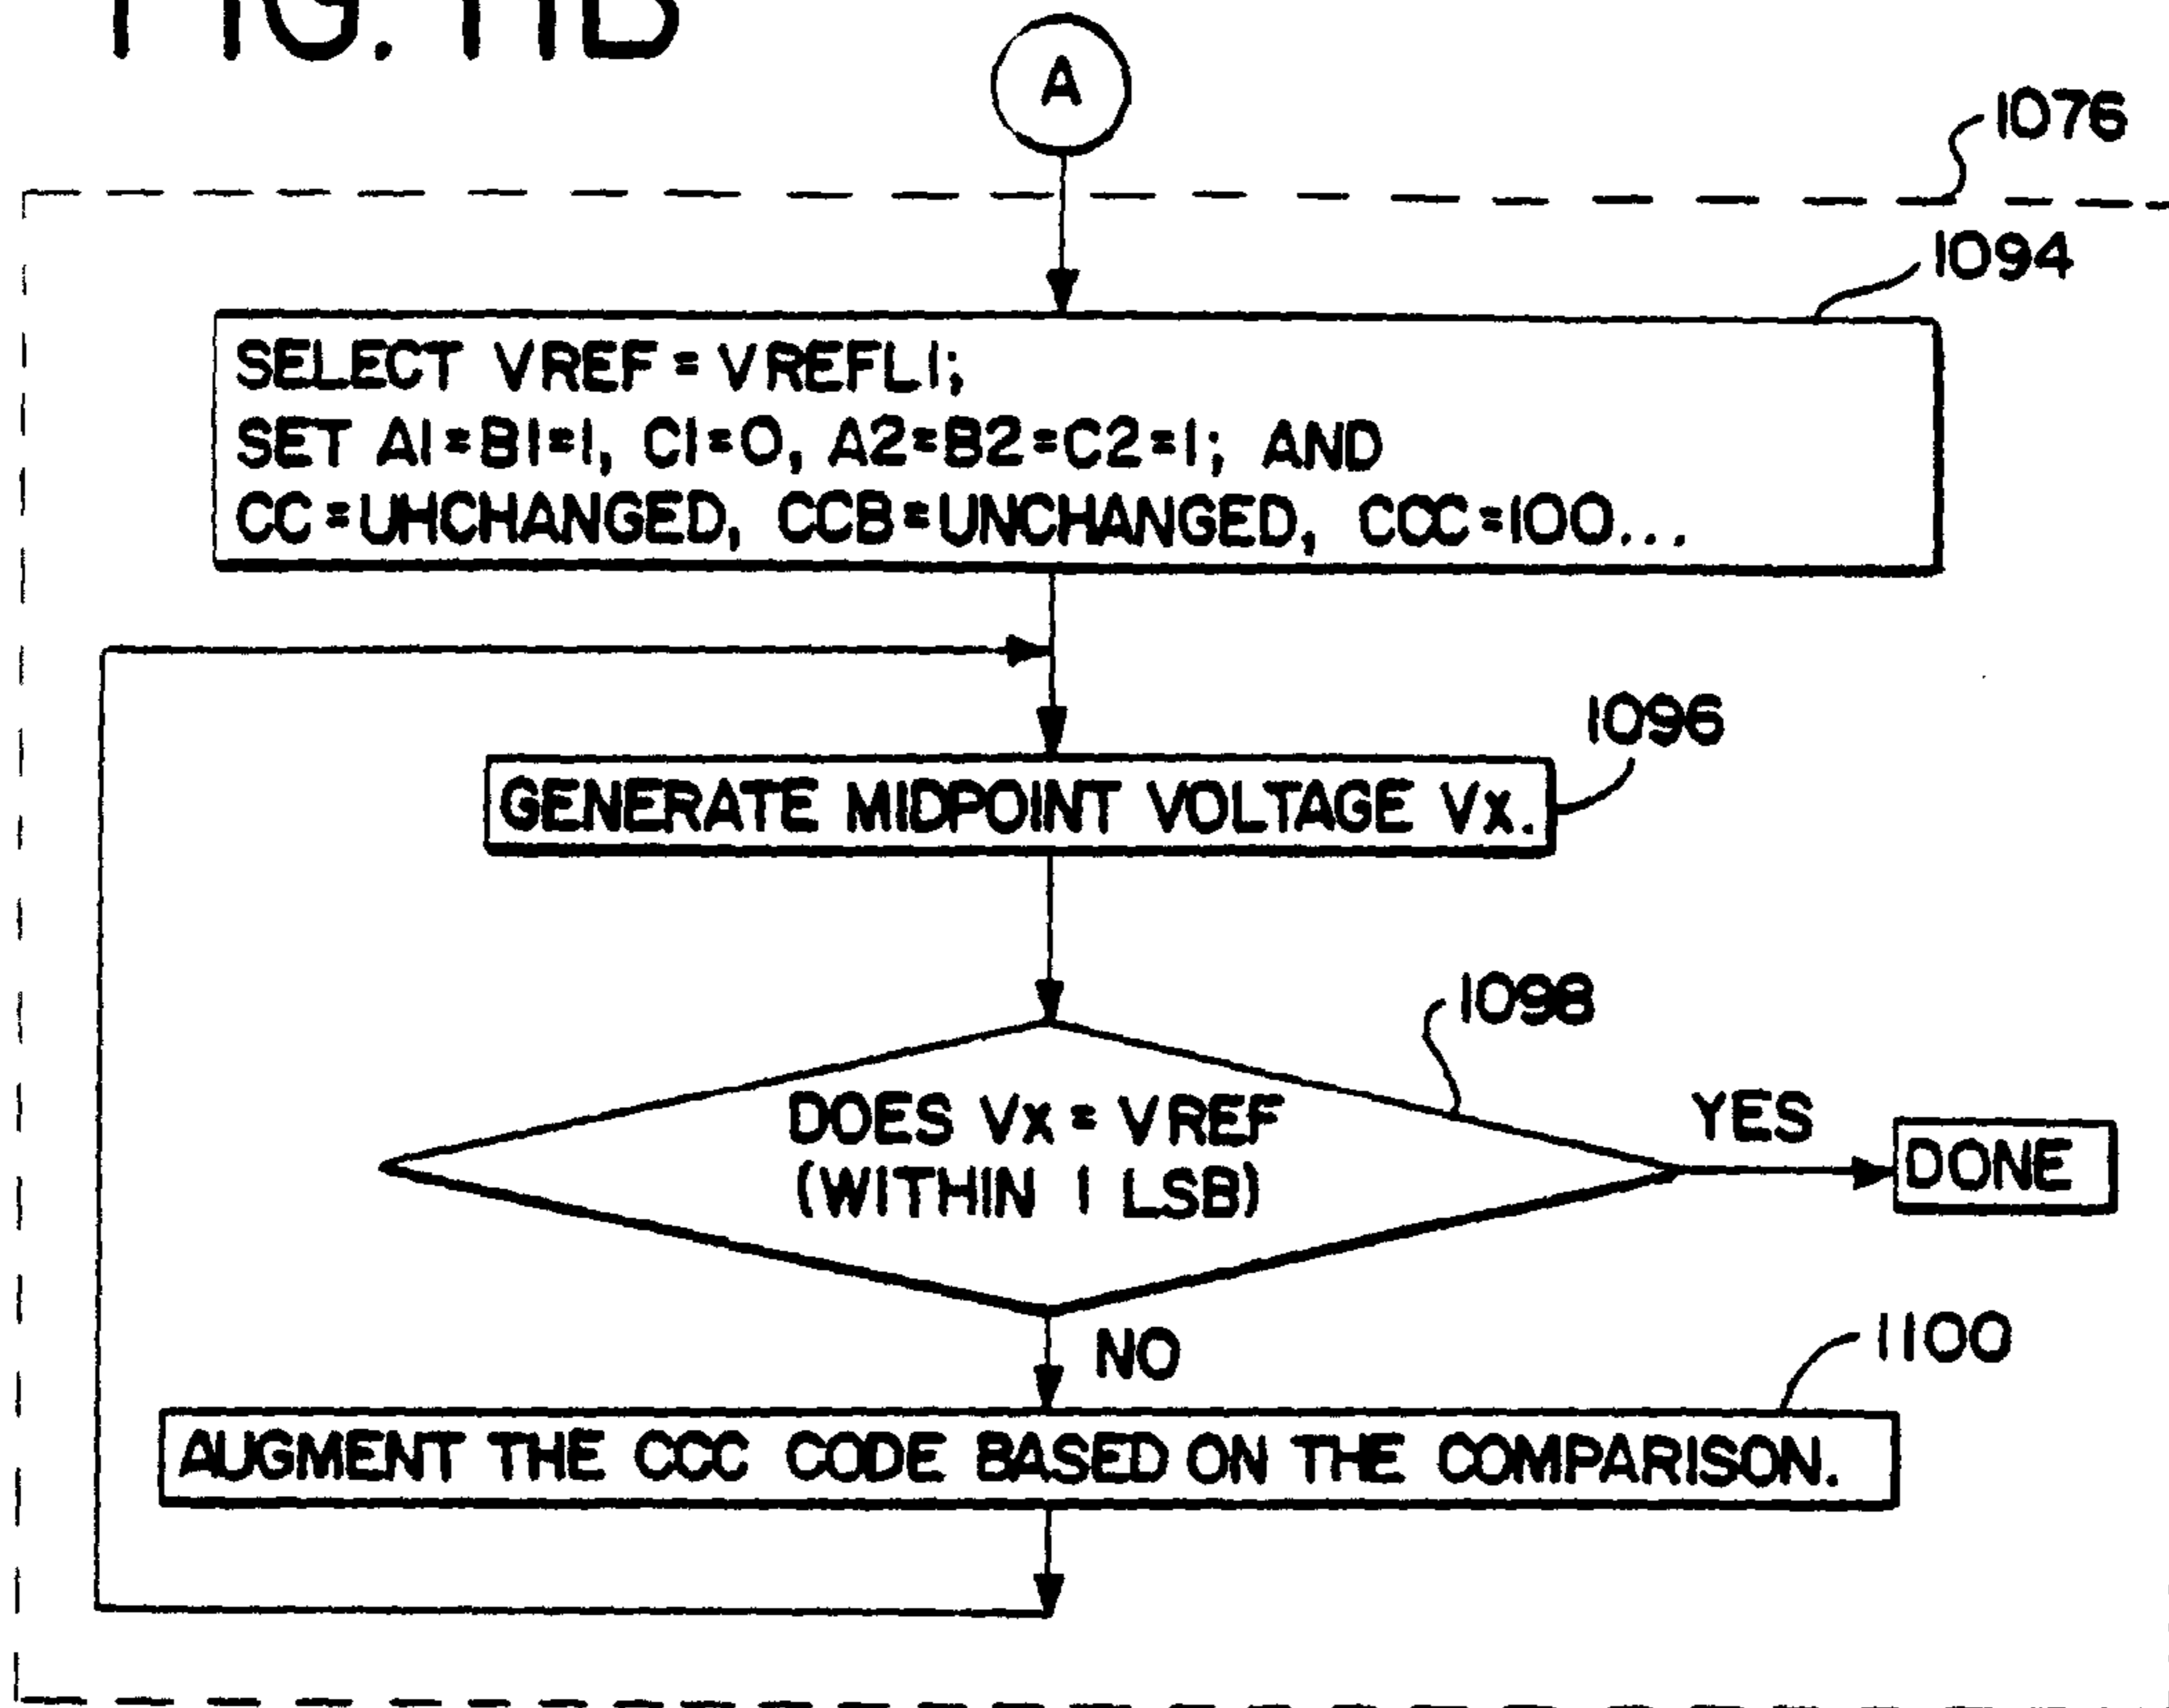 FIG. 11B
A
1076
1094
SELECT VREF = VREFL1;
SET A1=B1=1, C1=0, A2=B2=C2=1; AND
CC=UHCHANGED, CCB=UNCHANGED, CCC=100...
1096
GENERATE MIDPOINT VOLTAGE Vx.
1098
DOES Vx = VREF
(WITHIN 1 LSB)
YES
DONE
NO
1100
AUGMENT THE CCC CODE BASED ON THE COMPARISON.